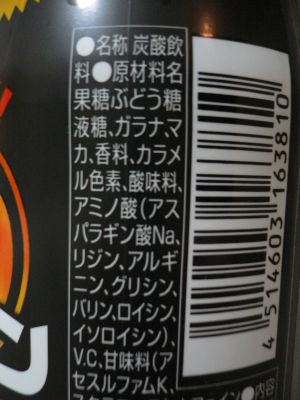 ●名称 炭酸飲
料●原材料名
果糖ぶどう糖
液糖、ガラナ、マ
カ、香料、カラメ
ル色素、酸味料、
アミノ酸(アス
パラギン酸Na、
リジン、アルギ
ニン、グリシン、
バリン、ロイシン、
イソロイシン)、
V.C、甘味料(ア
セスルファムK、
4 514603 163810